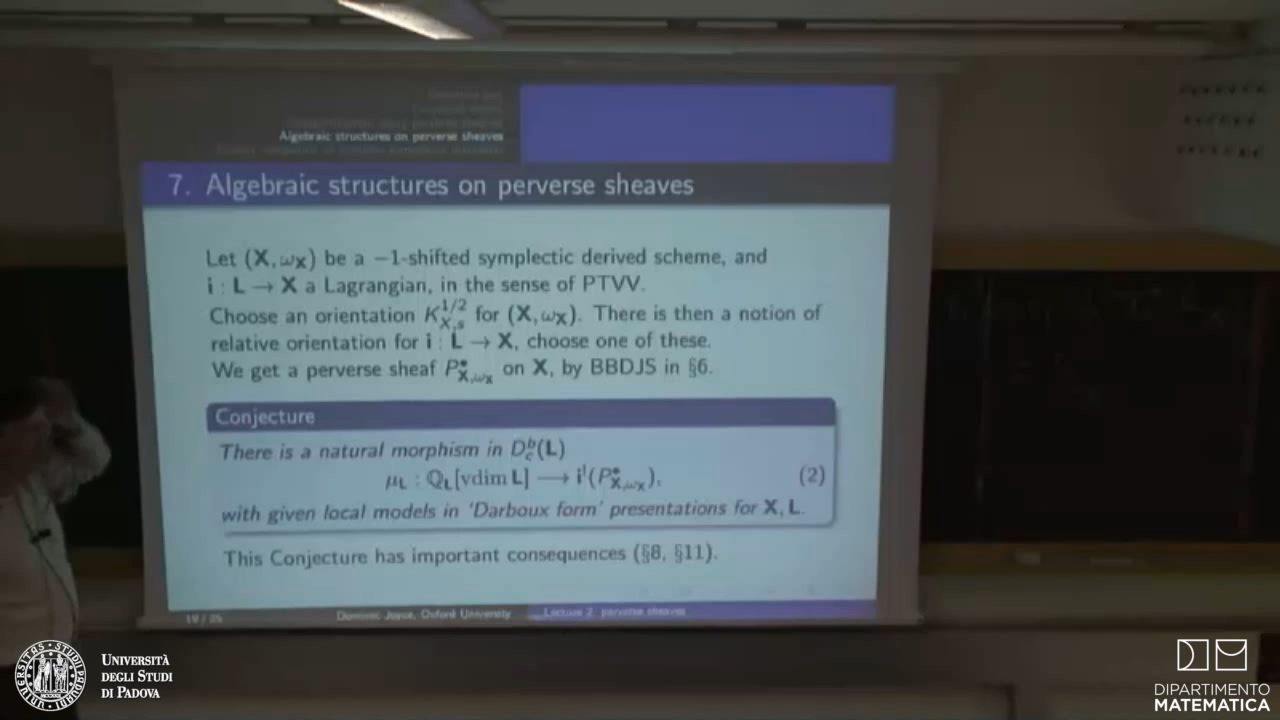 Algebraic structures on perverse sheaves
7. Algebraic structures on perverse sheaves
Let (X, ω_X) be a −1-shifted symplectic derived scheme, and
i : L → X a Lagrangian, in the sense of PTVV.
Choose an orientation K^{1/2}_{X,s} for (X, ω_X). There is then a notion of
relative orientation for i : L → X, choose one of these.
We get a perverse sheaf P^•_{X,ω_X} on X, by BBDJS in §6.
Conjecture
There is a natural morphism in D^b_c(L)
μ_L : ℚ_L[vdim L] ⟶ i^!(P^•_{X,ω_X}), (2)
with given local models in 'Darboux form' presentations for X, L.
This Conjecture has important consequences (§8, §11).
19 / 25 Dominic Joyce, Oxford University Lecture 2: perverse sheaves
UNIVERSITÀ
DEGLI STUDI
DI PADOVA
DIPARTIMENTO
MATEMATICA